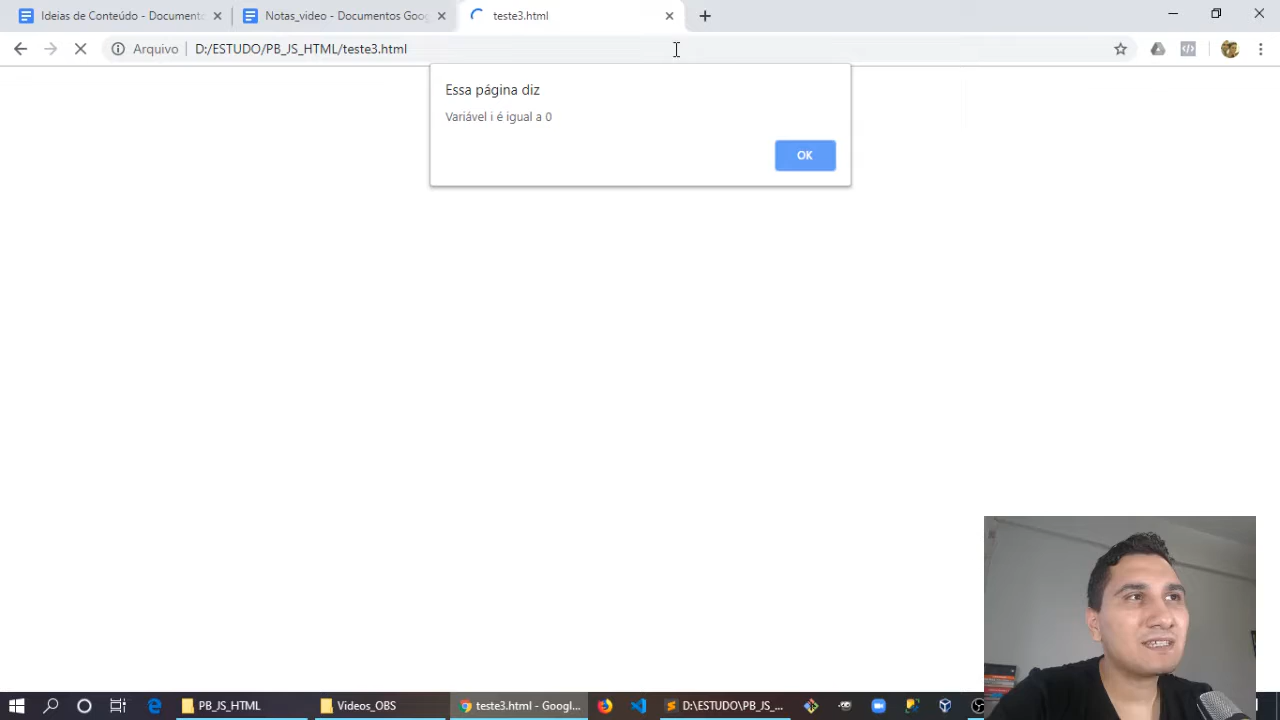 Ideias de Conteúdo - Documento
Notas_video - Documentos Goog
teste3.html
Arquivo
D:/ESTUDO/PB_JS_HTML/teste3.html
Essa página diz
Variável i é igual a 0
OK
PB_JS_HTML
Videos_OBS
teste3.html - Googl...
D:\ESTUDO\PB_JS_...